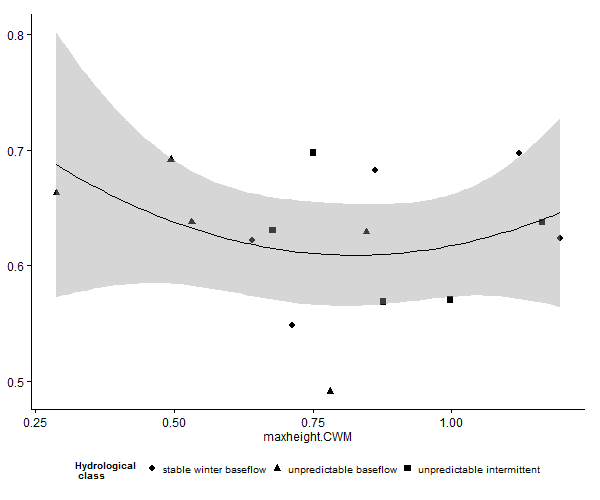 0.8
0.7
0.6
0.5
0.25 0.50 0.75 1.00
maxheight.CWM
Hydrological
class
stable winter baseflow unpredictable baseflow unpredictable intermittent